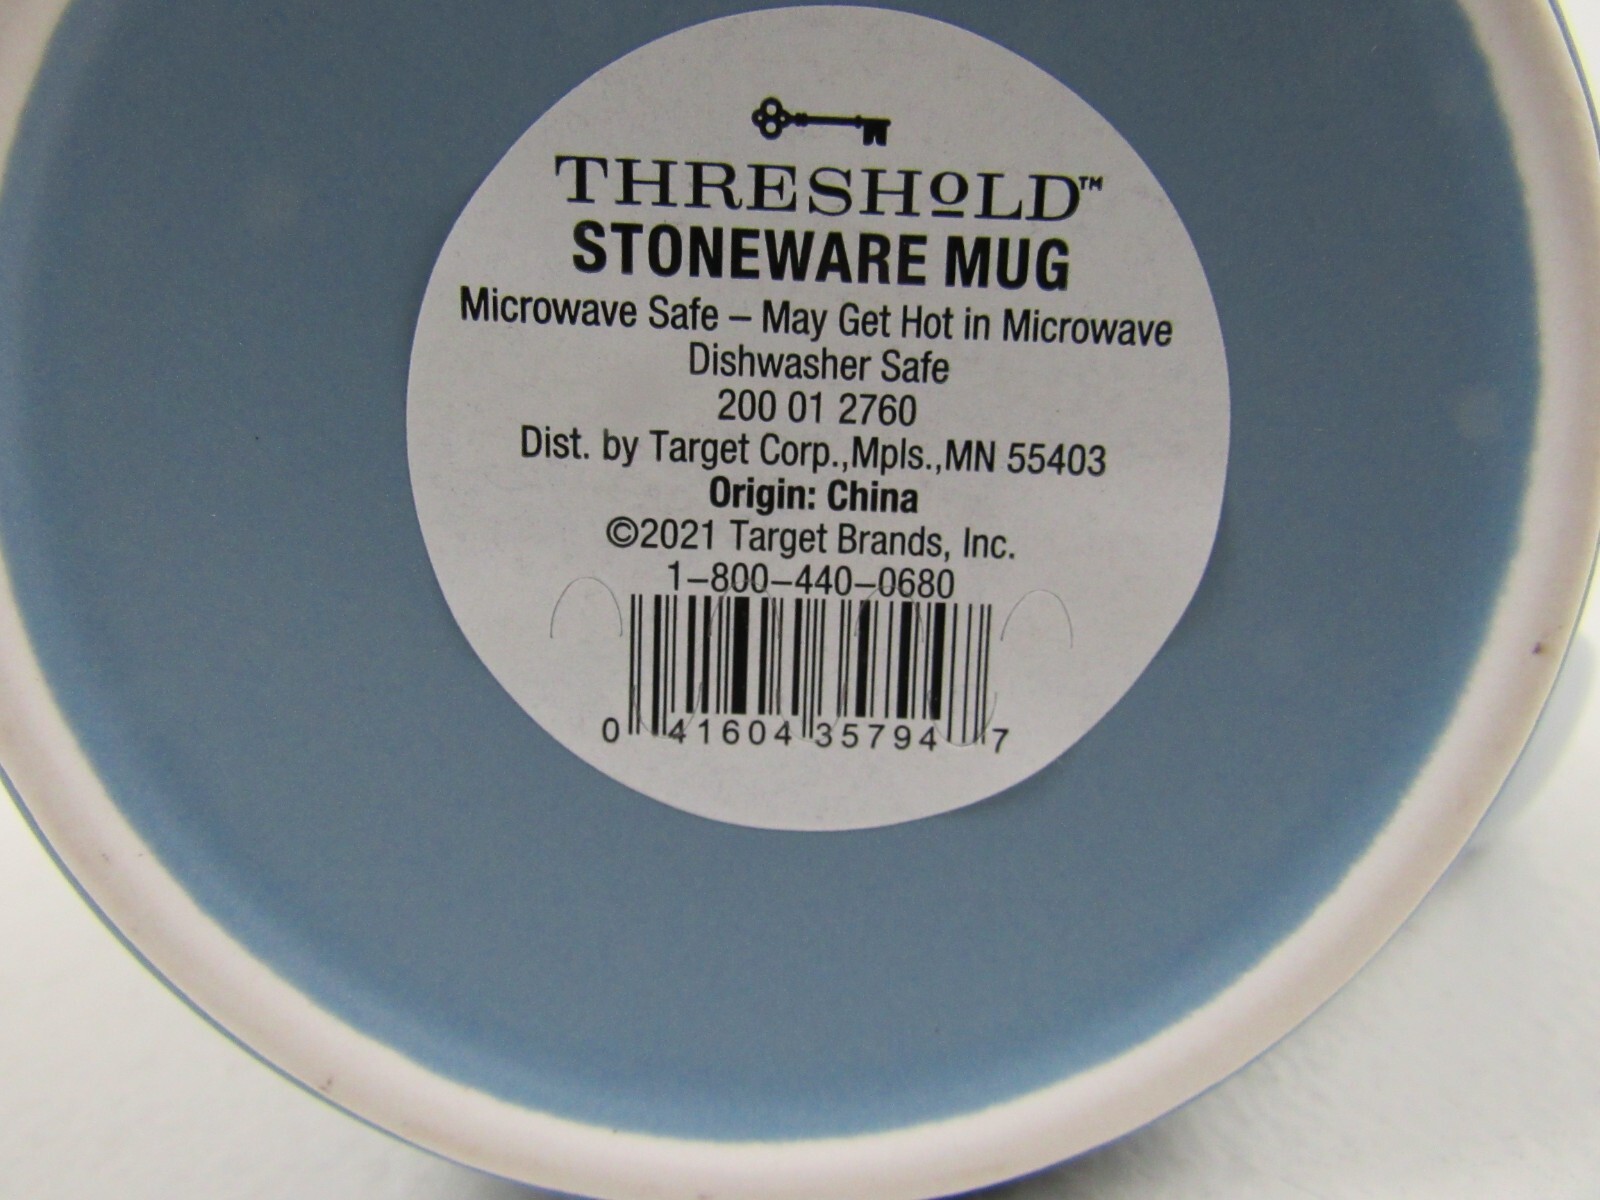 THRESHOLD™
STONEWARE MUG
Microwave Safe – May Get Hot in Microwave
Dishwasher Safe
200 01 2760
Dist. by Target Corp.,Mpls.,MN 55403
Origin: China
©2021 Target Brands, Inc.
1–800–440–0680
0 41604 35794 7